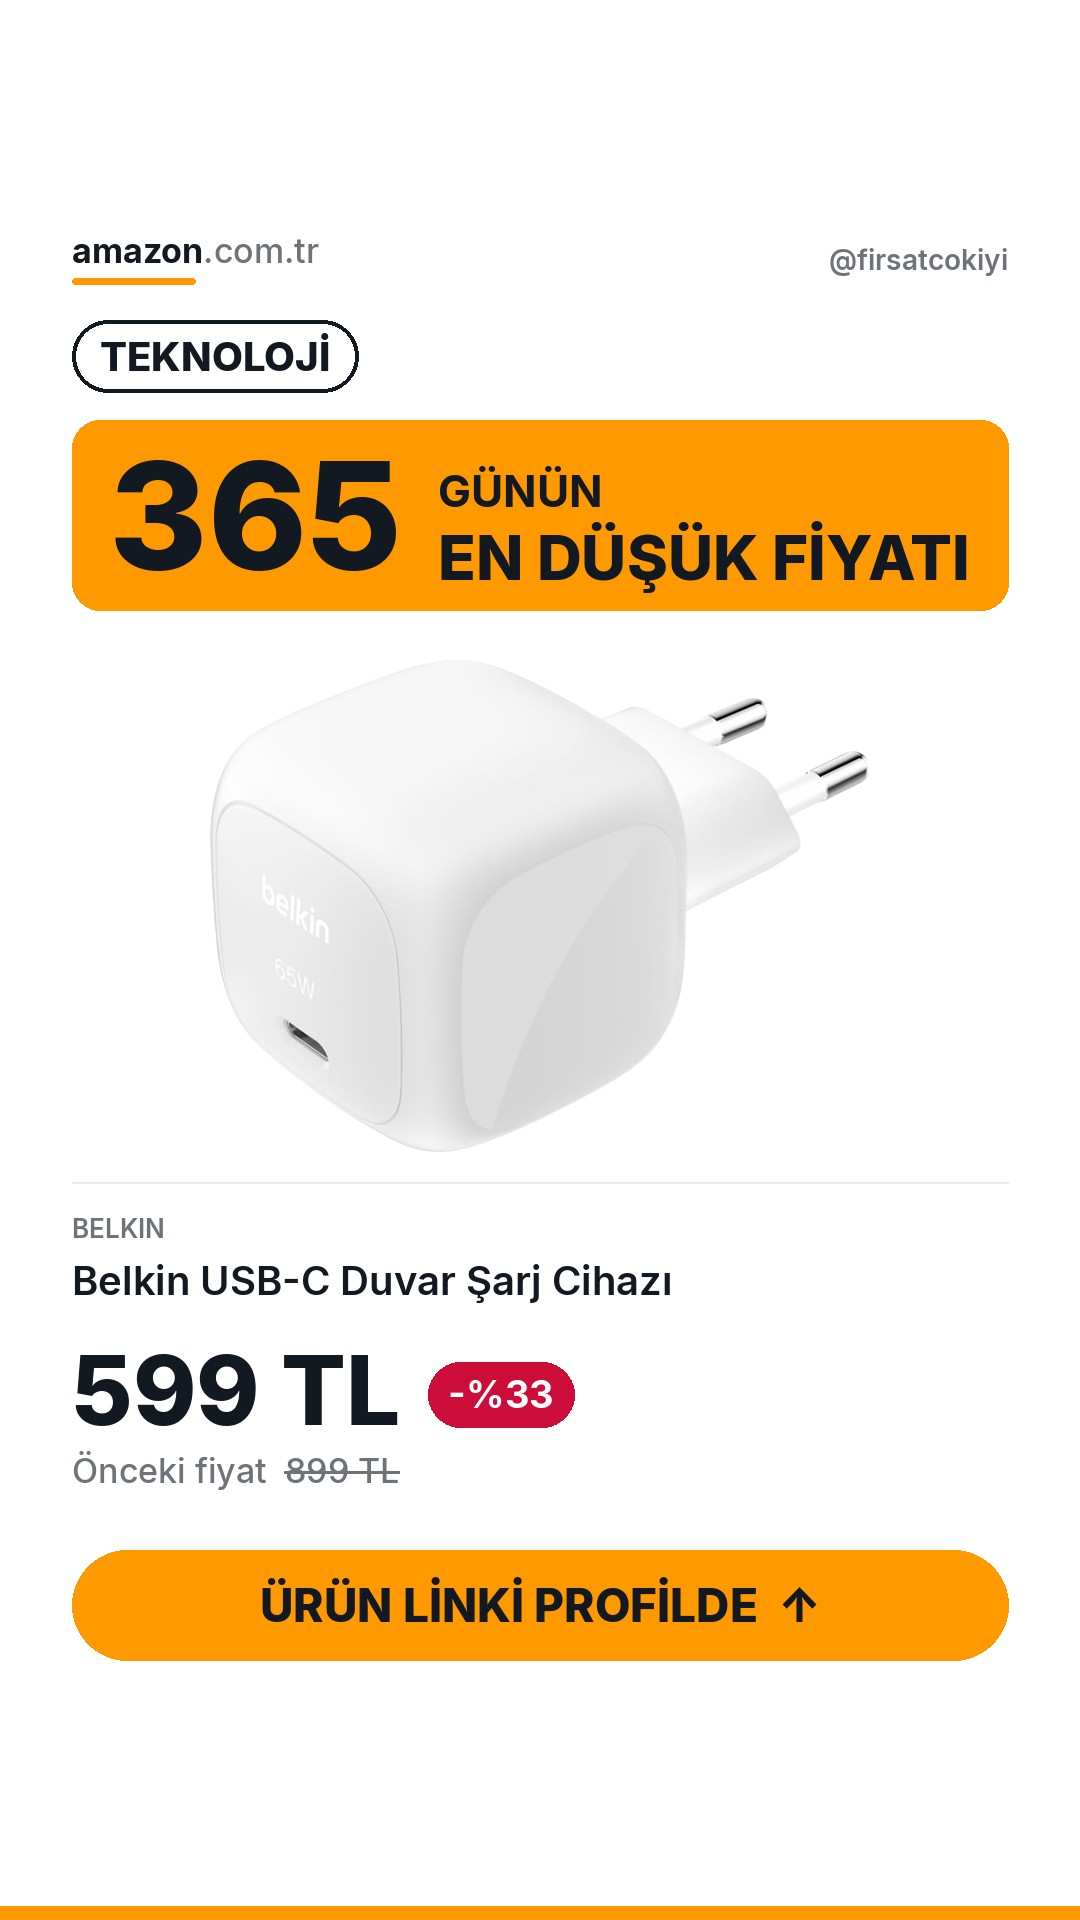 amazon.com.tr
@firsatcokiyi
TEKNOLOJİ
365
GÜNÜN
EN DÜŞÜK FİYATI
belkin
65W
BELKIN
Belkin USB-C Duvar Şarj Cihazı
599 TL
-%33
Önceki fiyat 899 TL
ÜRÜN LİNKİ PROFİLDE ↑